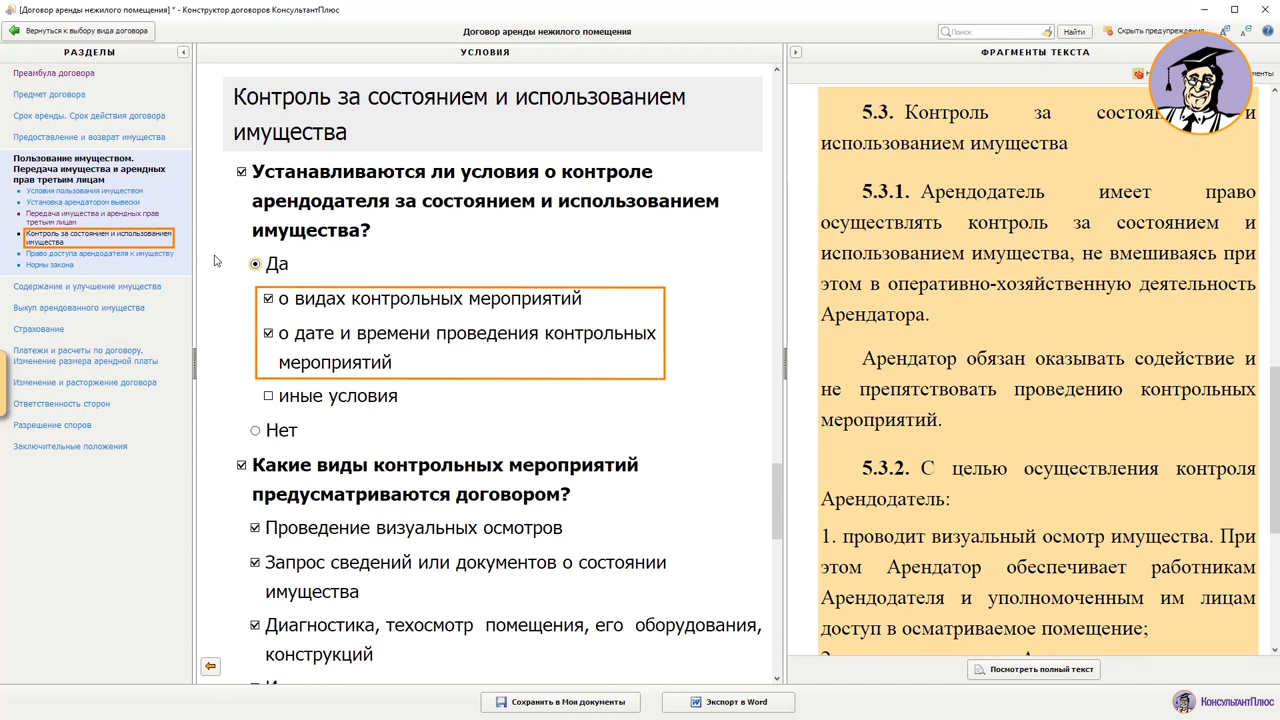 [Договор аренды нежилого помещения] * - Конструктор договоров КонсультантПлюс
Вернуться к выбору вида договора
Договор аренды нежилого помещения
Поиск
Найти
Скрыть предупреждения
РАЗДЕЛЫ
УСЛОВИЯ
ФРАГМЕНТЫ ТЕКСТА
Преамбула договора
Предмет договора
Срок аренды. Срок действия договора
Предоставление и возврат имущества
Пользование имуществом.
Передача имущества и арендных
прав третьим лицам
Условия пользования имуществом
Установка арендатором вывески
Передача имущества и арендных прав
третьим лицам
Контроль за состоянием и использованием
имущества
Право доступа арендодателя к имуществу
Нормы закона
Содержание и улучшение имущества
Выкуп арендованного имущества
Страхование
Платежи и расчеты по договору.
Изменение размера арендной платы
Изменение и расторжение договора
Ответственность сторон
Разрешение споров
Заключительные положения
Контроль за состоянием и использованием
имущества
Устанавливаются ли условия о контроле
арендодателя за состоянием и использованием
имущества?
Да
о видах контрольных мероприятий
о дате и времени проведения контрольных
мероприятий
иные условия
Нет
Какие виды контрольных мероприятий
предусматриваются договором?
Проведение визуальных осмотров
Запрос сведений или документов о состоянии
имущества
Диагностика, техосмотр помещения, его оборудования,
конструкций
5.3. Контроль за и
использованием имущества
5.3.1. Арендодатель имеет право
осуществлять контроль за состоянием и
использованием имущества, не вмешиваясь при
этом в оперативно-хозяйственную деятельность
Арендатора.
Арендатор обязан оказывать содействие и
не препятствовать проведению контрольных
мероприятий.
5.3.2. С целью осуществления контроля
Арендодатель:
1. проводит визуальный осмотр имущества. При
этом Арендатор обеспечивает работникам
Арендодателя и уполномоченным им лицам
доступ в осматриваемое помещение;
Посмотреть полный текст
Сохранить в Мои документы
Экспорт в Word
КонсультантПлюс